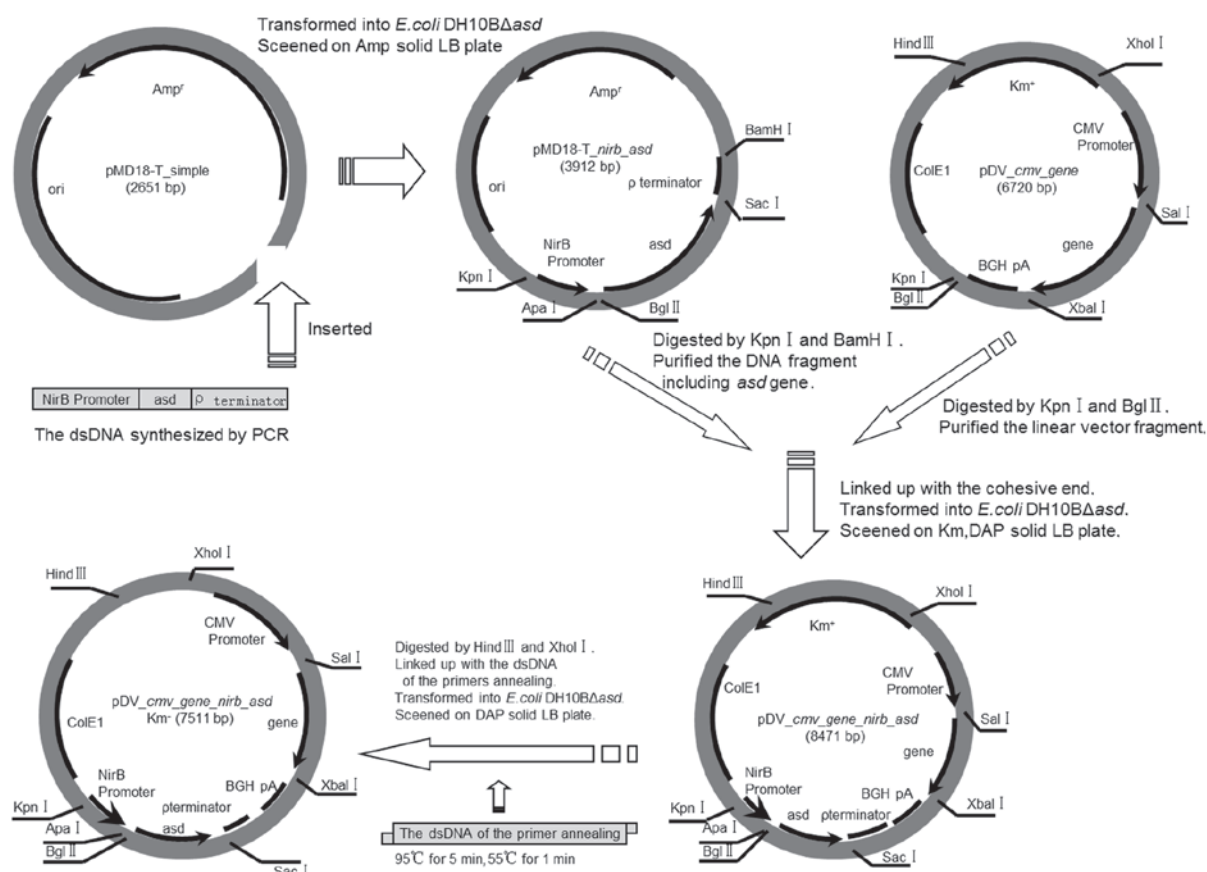 Transformed into E.coli DH10BΔasd
Sceened on Amp solid LB plate
Ampʳ
pMD18-T_simple
(2651 bp)
ori
Inserted
NirB Promoter asd ρ terminator
The dsDNA synthesized by PCR
Ampʳ
BamH Ⅰ
pMD18-T_nirb_asd
(3912 bp)
ρ terminator
ori
Sac Ⅰ
NirB
Promoter
asd
Kpn Ⅰ
Apa Ⅰ
Bgl Ⅱ
Hind Ⅲ
Xhol Ⅰ
Km⁺
CMV
Promoter
ColE1
pDV_cmv_gene
(6720 bp)
Sal Ⅰ
gene
BGH pA
Kpn Ⅰ
Bgl Ⅱ
Xbal Ⅰ
Digested by Kpn Ⅰ and BamH Ⅰ.
Purified the DNA fragment
including asd gene.
Digested by Kpn Ⅰ and Bgl Ⅱ.
Purified the linear vector fragment.
Linked up with the cohesive end.
Transformed into E.coli DH10BΔasd.
Sceened on Km,DAP solid LB plate.
Hind Ⅲ
Xhol Ⅰ
Km⁺
CMV
Promoter
ColE1
Sal Ⅰ
pDV_cmv_gene_nirb_asd
(8471 bp)
gene
NirB
Promoter
BGH pA
Kpn Ⅰ
asd
ρterminator
Xbal Ⅰ
Apa Ⅰ
Bgl Ⅱ
Sac Ⅰ
Digested by Hind Ⅲ and Xhol Ⅰ.
Linked up with the dsDNA
of the primers annealing.
Transformed into E.coli DH10BΔasd.
Sceened on DAP solid LB plate.
The dsDNA of the primer annealing
95℃ for 5 min,55℃ for 1 min
Xhol Ⅰ
Hind Ⅲ
CMV
Promoter
Sal Ⅰ
pDV_cmv_gene_nirb_asd
Km⁻ (7511 bp)
ColE1
gene
NirB
Promoter
BGH pA
Xbal Ⅰ
ρterminator
Kpn Ⅰ
asd
Apa Ⅰ
Bgl Ⅱ
Sac Ⅰ